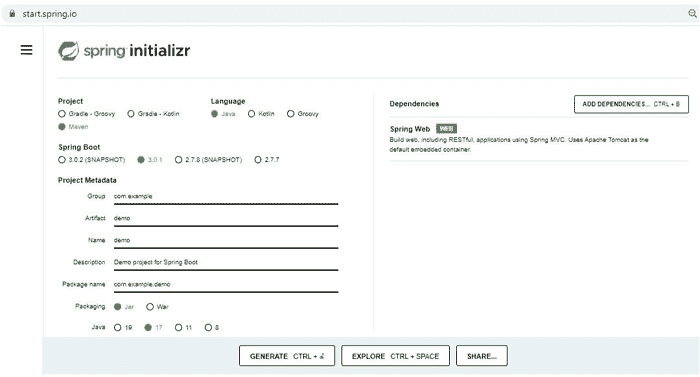 start.spring.io
spring initializr
Project
Gradle - Groovy Gradle - Kotlin
Maven
Language
Java Kotlin Groovy
Spring Boot
3.0.2 (SNAPSHOT) 3.0.1 2.7.8 (SNAPSHOT) 2.7.7
Project Metadata
Group com.example
Artifact demo
Name demo
Description Demo project for Spring Boot
Package name com.example.demo
Packaging Jar War
Java 19 17 11 8
Dependencies
ADD DEPENDENCIES... CTRL + B
Spring Web WEB
Build web, including RESTful, applications using Spring MVC. Uses Apache Tomcat as the
default embedded container.
GENERATE CTRL + ⏎
EXPLORE CTRL + SPACE
SHARE...